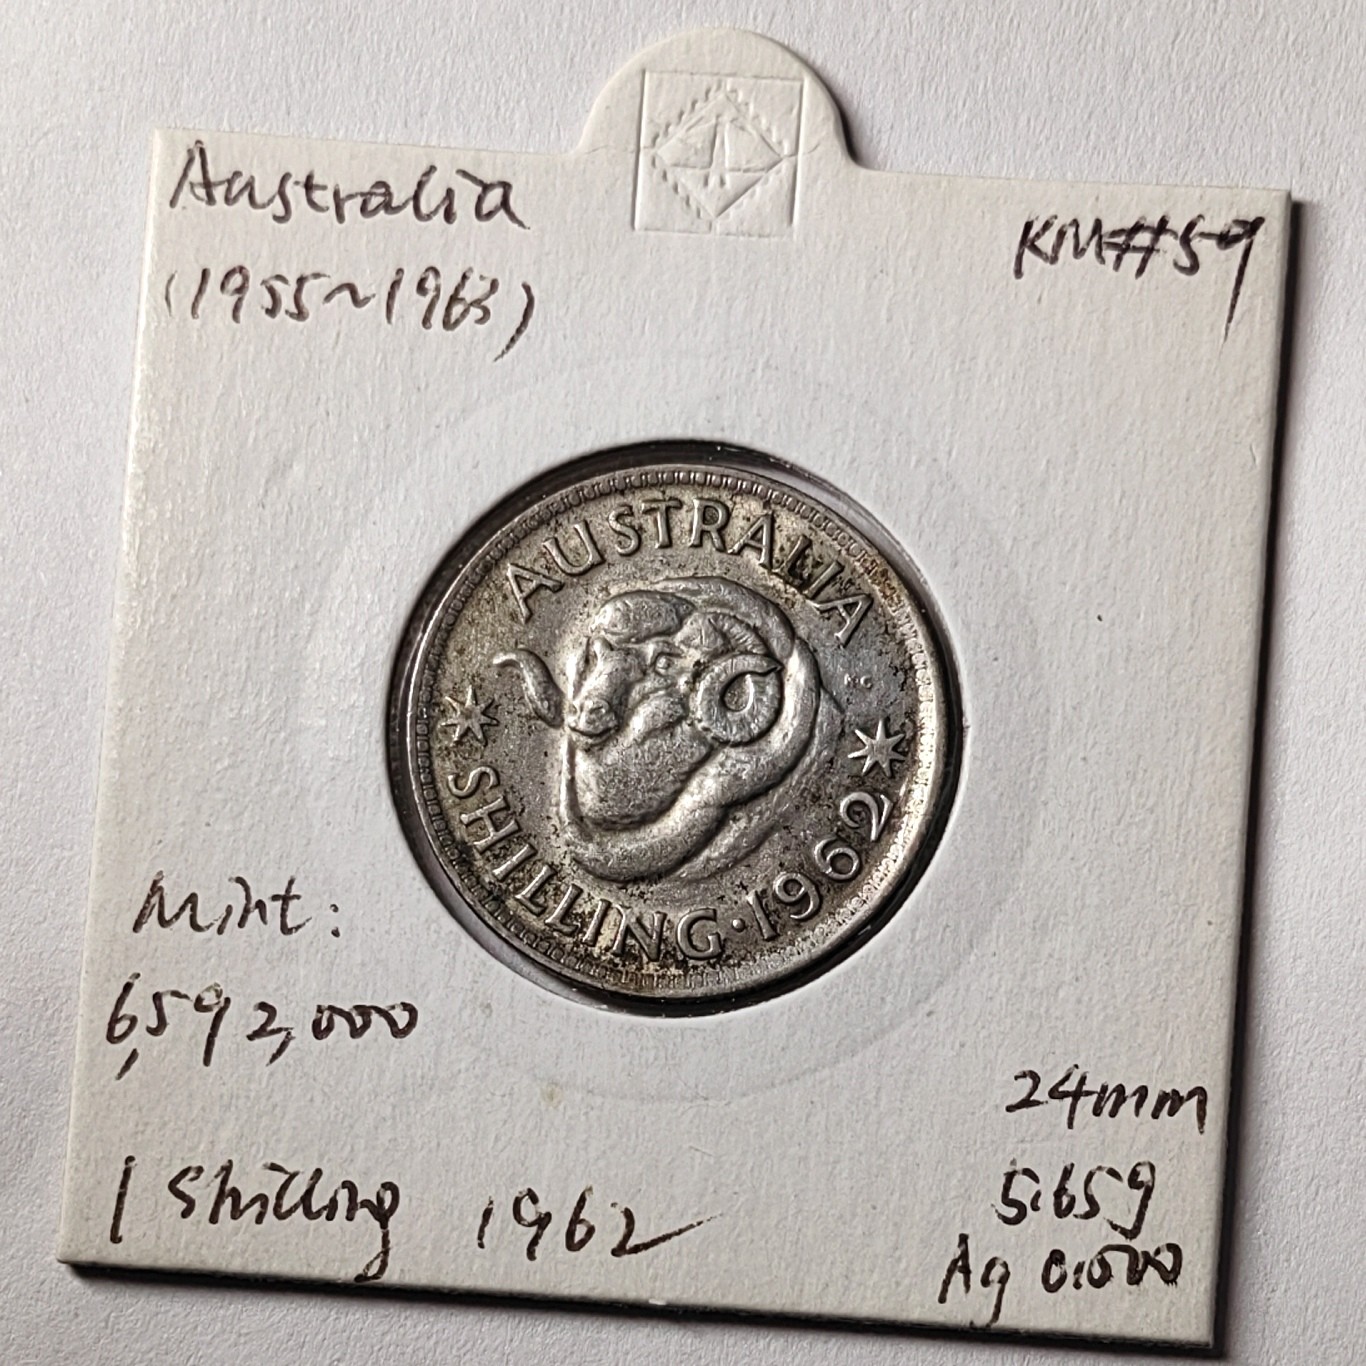 Australia
(1955~1963)
KM#59
AUSTRALIA
KG
SHILLING · 1962
Mint:
6,592,000
1 Shilling 1962
24mm
5.65g
Ag 0.500